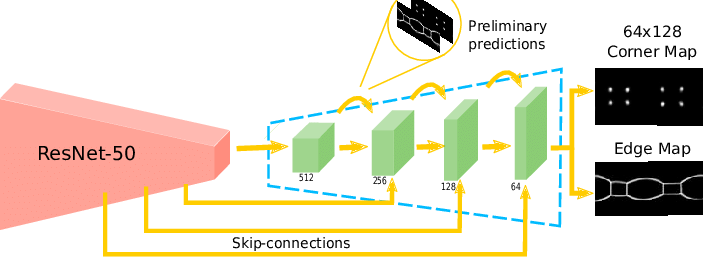 Preliminary
predictions
64x128
Corner Map
ResNet-50
512
256
128
64
Edge Map
Skip-connections